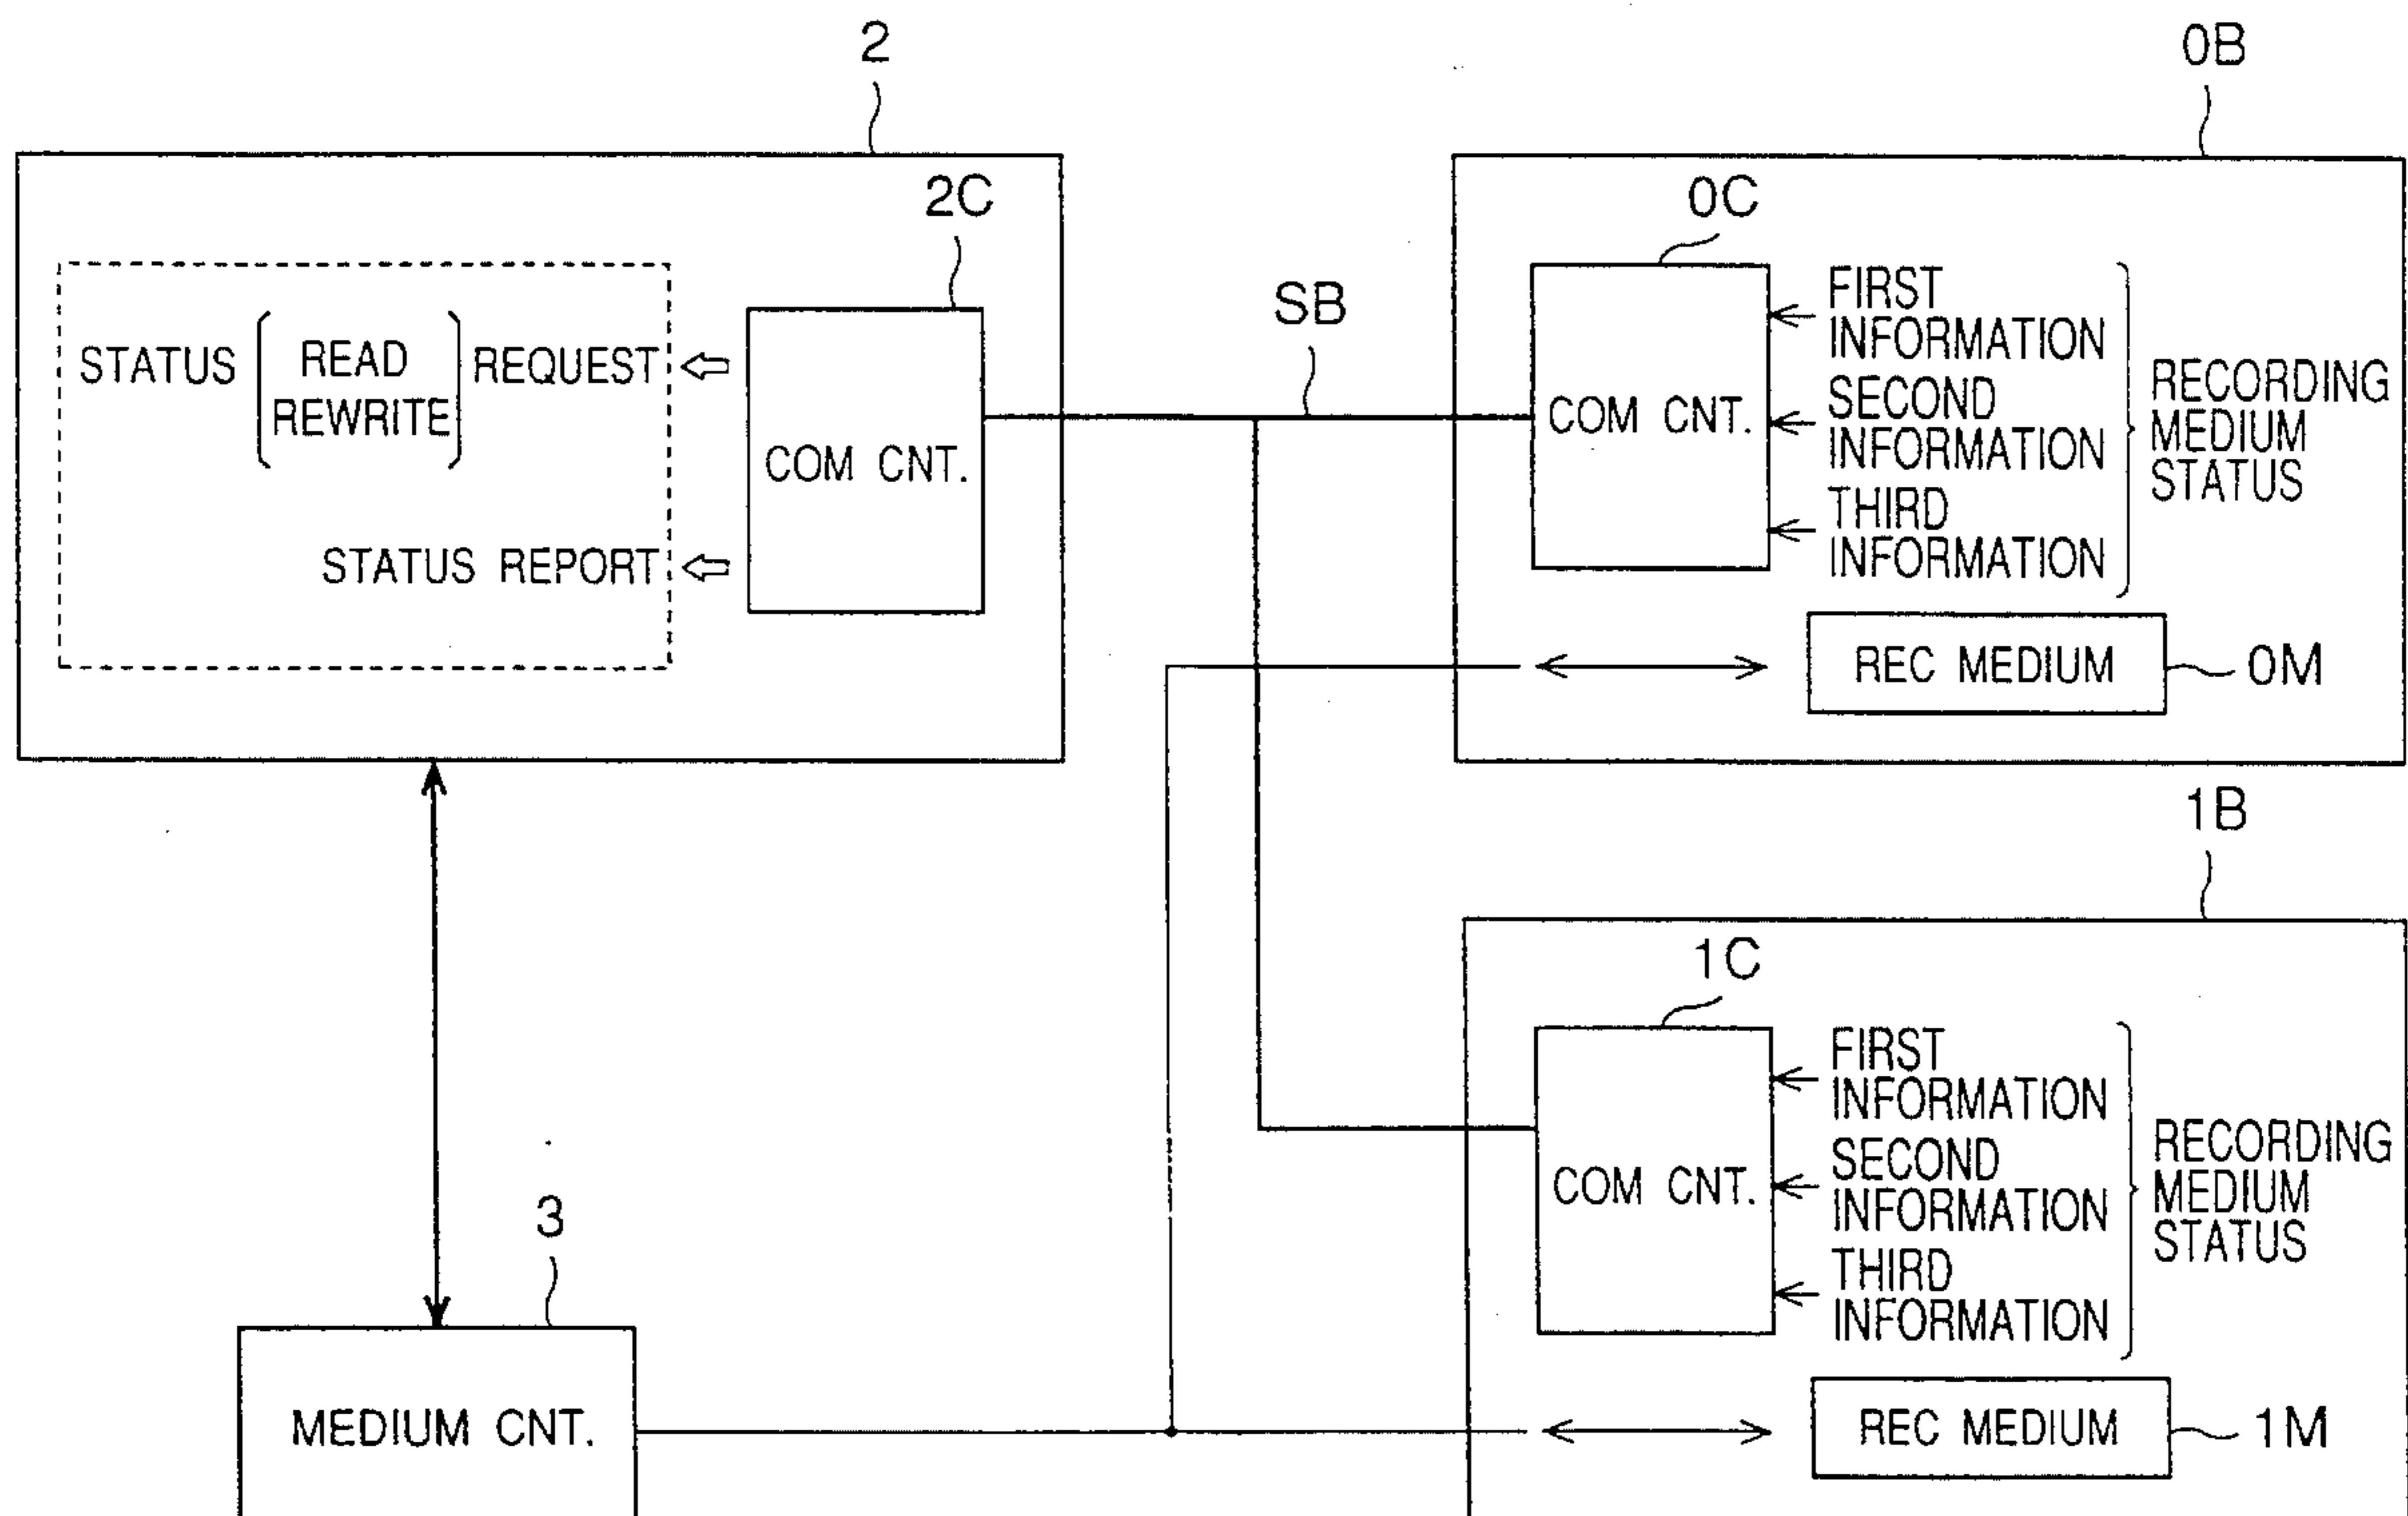 2
0B
2C
0C
SB
STATUS
READ
REWRITE
REQUEST
STATUS REPORT
COM CNT.
COM CNT.
FIRST
INFORMATION
SECOND
INFORMATION
THIRD
INFORMATION
RECORDING
MEDIUM
STATUS
REC MEDIUM
0M
1B
1C
COM CNT.
FIRST
INFORMATION
SECOND
INFORMATION
THIRD
INFORMATION
RECORDING
MEDIUM
STATUS
REC MEDIUM
1M
3
MEDIUM CNT.